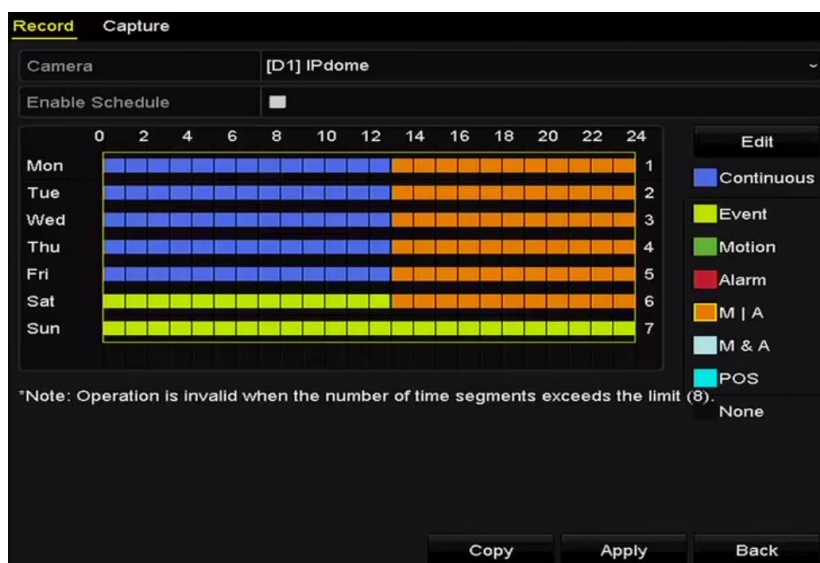 Record Capture
Camera [D1] IPdome
Enable Schedule
0 2 4 6 8 10 12 14 16 18 20 22 24
Edit
Mon 1
Continuous
Tue 2
Wed 3
Event
Thu 4
Motion
Fri 5
Alarm
Sat 6
M | A
Sun 7
M & A
POS
*Note: Operation is invalid when the number of time segments exceeds the limit (8).
None
Copy Apply Back